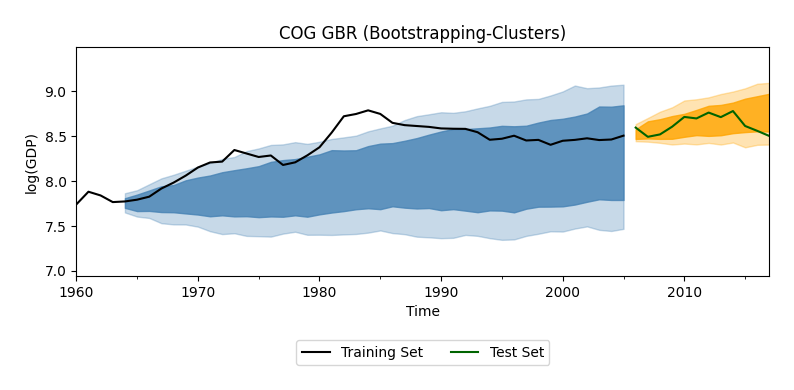 COG GBR (Bootstrapping-Clusters)
log(GDP)
9.0
8.5
8.0
7.5
7.0
1960 1970 1980 1990 2000 2010
Time
Training Set Test Set